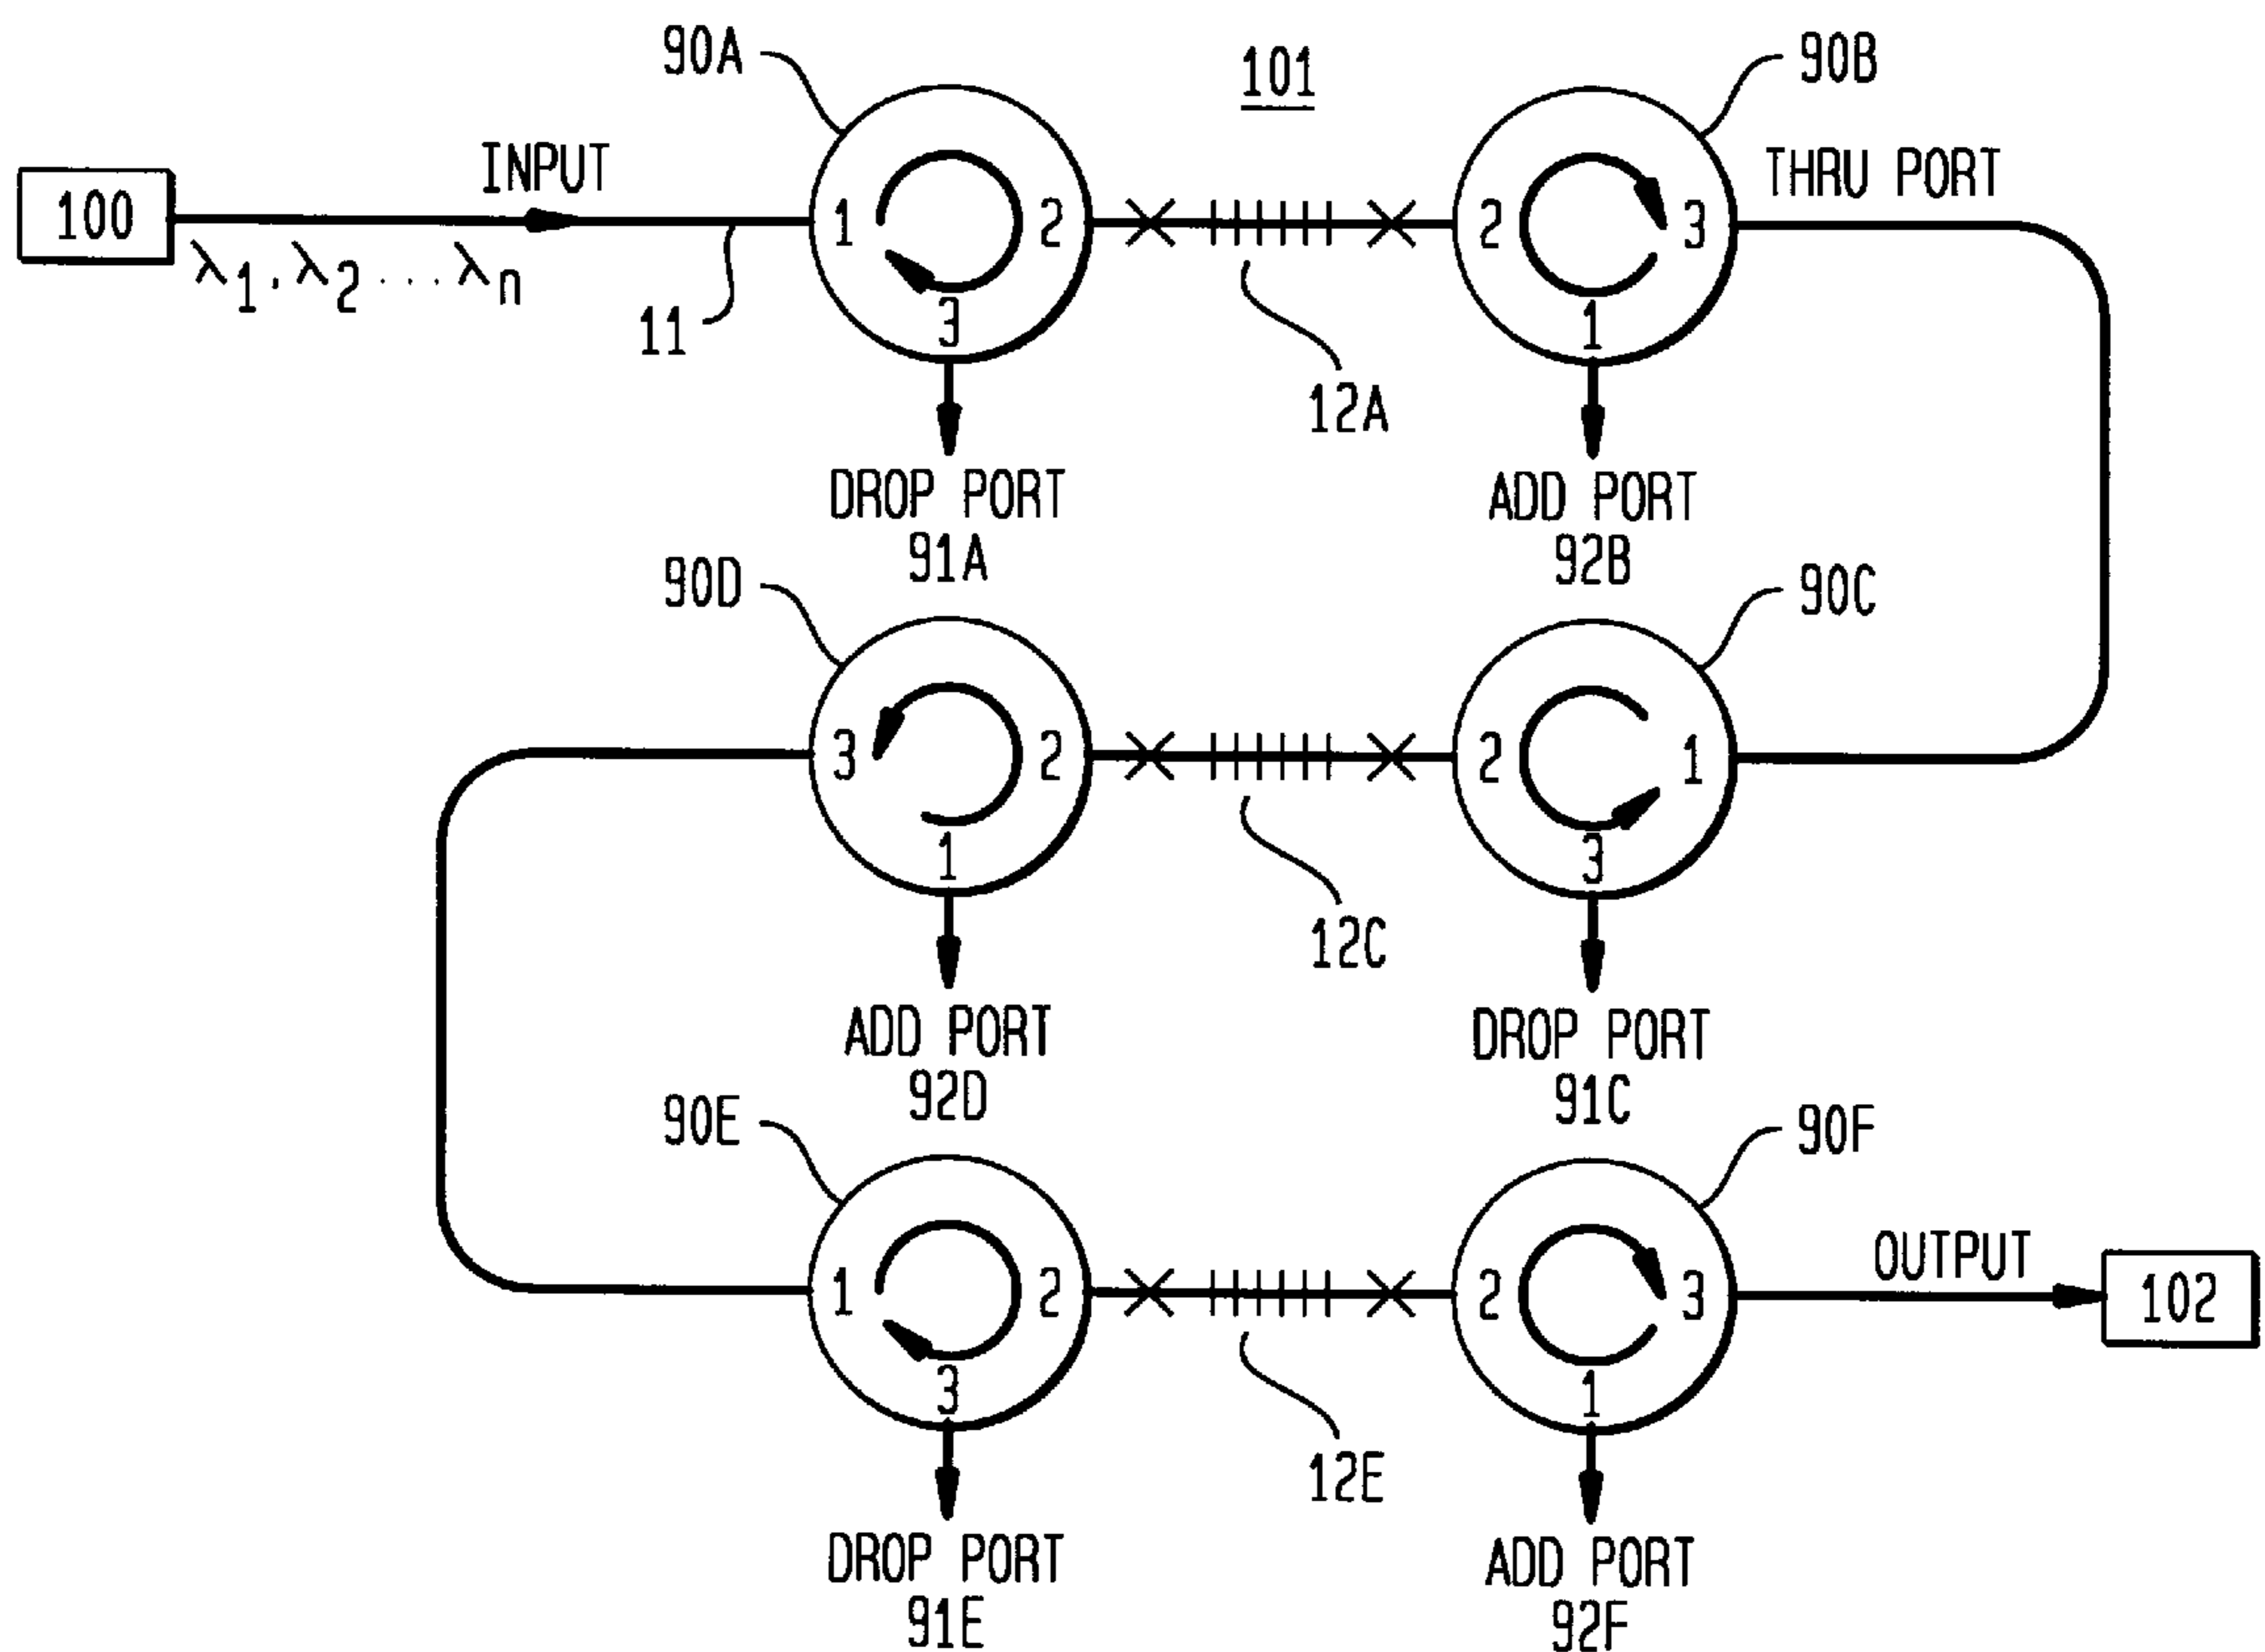 90A
101
90B
INPUT
THRU PORT
100
1
2
2
3
λ1, λ2 ... λn
11
3
1
12A
DROP PORT
91A
ADD PORT
92B
90D
90C
3
2
2
1
1
3
12C
ADD PORT
92D
DROP PORT
91C
90E
90F
OUTPUT
1
2
2
3
102
3
1
12E
DROP PORT
91E
ADD PORT
92F